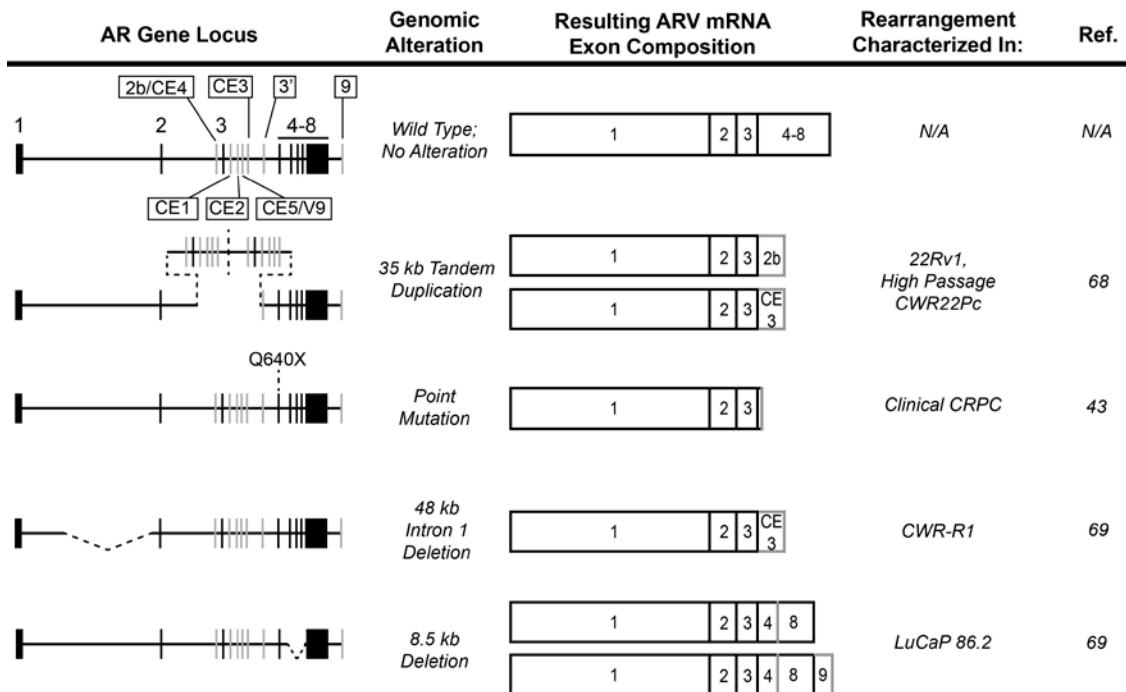 AR Gene Locus
Genomic
Alteration
Resulting ARV mRNA
Exon Composition
Rearrangement
Characterized In:
Ref.
2b/CE4
CE3
3'
9
1
2
3
4-8
CE1
CE2
CE5/V9
Wild Type;
No Alteration
1 2 3 4-8
N/A
N/A
35 kb Tandem
Duplication
1 2 3 2b
1 2 3 CE
3
22Rv1,
High Passage
CWR22Pc
68
Q640X
Point
Mutation
1 2 3
Clinical CRPC
43
48 kb
Intron 1
Deletion
1 2 3 CE
3
CWR-R1
69
8.5 kb
Deletion
1 2 3 4 8
1 2 3 4 8 9
LuCaP 86.2
69